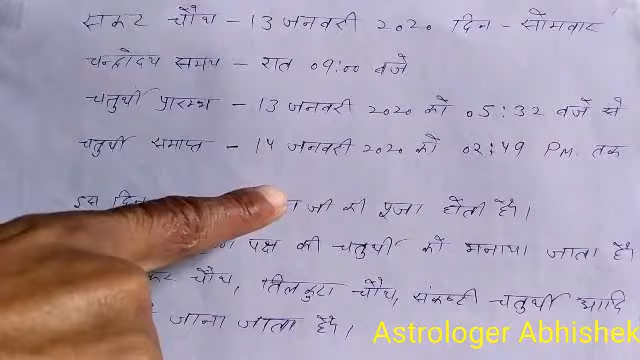 सकट चौथ - 13 जनवरी 2020 दिन - सोमवार
चन्द्रोदय समय - रात 09:00 बजे
चतुर्थी प्रारम्भ - 13 जनवरी 2020 को 05:32 बजे से
चतुर्थी समाप्त - 14 जनवरी 2020 को 02:49 PM. तक
इस दिन जी की पूजा होती है।
पक्ष की चतुर्थी को मनाया जाता है
चौथ, तिलकुटा चौथ, संकष्टी चतुर्थी आदि
जाना जाता है।
Astrologer Abhishek